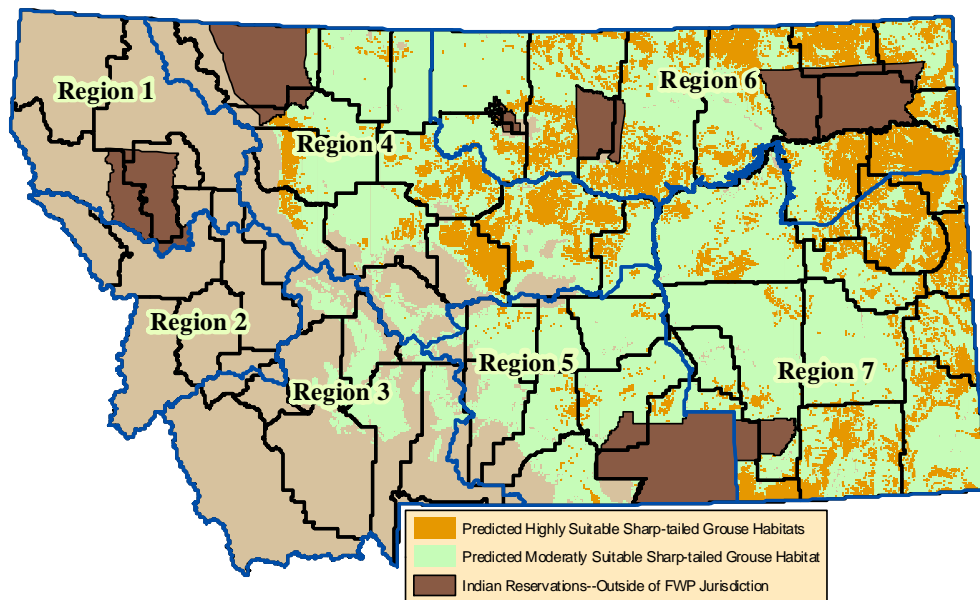 Region 1
Region 6
Region 4
Region 2
Region 5
Region 3
Region 7
Predicted Highly Suitable Sharp-tailed Grouse Habitats
Predicted Moderatly Suitable Sharp-tailed Grouse Habitat
Indian Reservations--Outside of FWP Jurisdiction